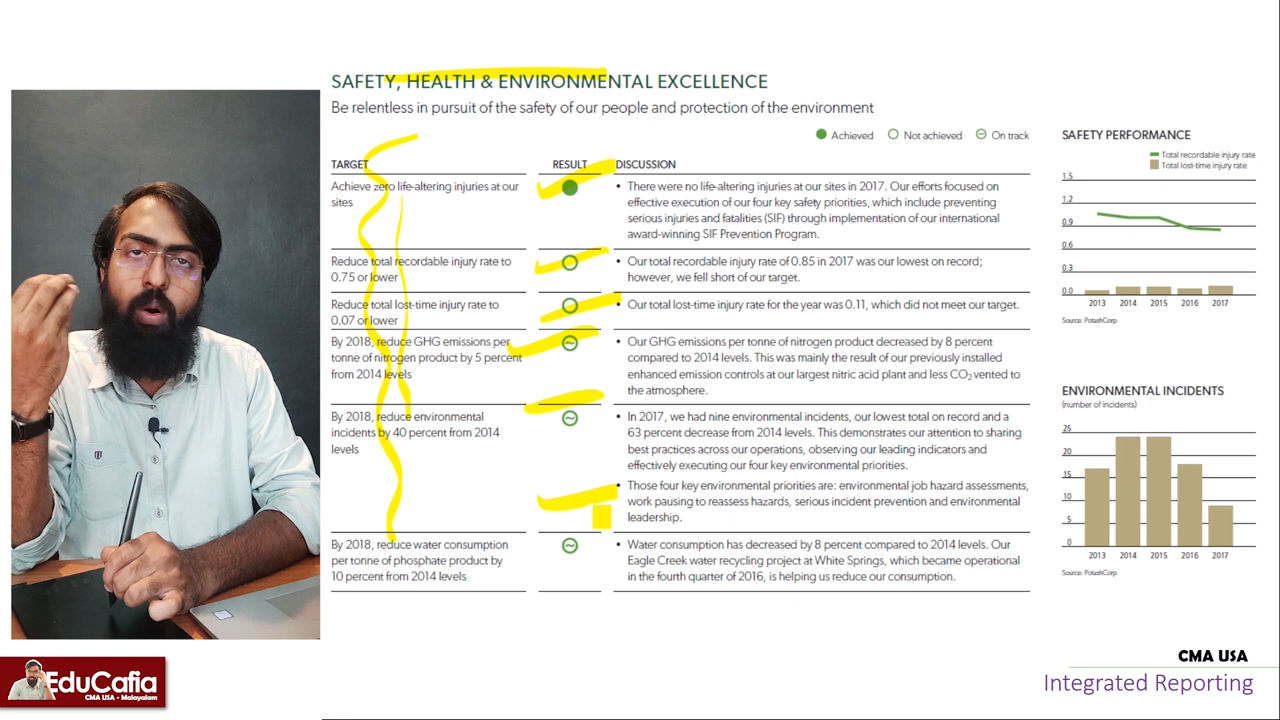 SAFETY, HEALTH & ENVIRONMENTAL EXCELLENCE
Be relentless in pursuit of the safety of our people and protection of the environment
Achieved Not achieved On track
TARGET RESULT DISCUSSION
Achieve zero life-altering injuries at our
sites
• There were no life-altering injuries at our sites in 2017. Our efforts focused on
effective execution of our four key safety priorities, which include preventing
serious injuries and fatalities (SIF) through implementation of our international
award-winning SIF Prevention Program.
Reduce total recordable injury rate to
0.75 or lower
• Our total recordable injury rate of 0.85 in 2017 was our lowest on record;
however, we fell short of our target.
Reduce total lost-time injury rate to
0.07 or lower
• Our total lost-time injury rate for the year was 0.11, which did not meet our target.
By 2018, reduce GHG emissions per
tonne of nitrogen product by 5 percent
from 2014 levels
• Our GHG emissions per tonne of nitrogen product decreased by 8 percent
compared to 2014 levels. This was mainly the result of our previously installed
enhanced emission controls at our largest nitric acid plant and less CO2 vented to
the atmosphere.
By 2018, reduce environmental
incidents by 40 percent from 2014
levels
• In 2017, we had nine environmental incidents, our lowest total on record and a
63 percent decrease from 2014 levels. This demonstrates our attention to sharing
best practices across our operations, observing our leading indicators and
effectively executing our four key environmental priorities.
• Those four key environmental priorities are: environmental job hazard assessments,
work pausing to reassess hazards, serious incident prevention and environmental
leadership.
By 2018, reduce water consumption
per tonne of phosphate product by
10 percent from 2014 levels
• Water consumption has decreased by 8 percent compared to 2014 levels. Our
Eagle Creek water recycling project at White Springs, which became operational
in the fourth quarter of 2016, is helping us reduce our consumption.
SAFETY PERFORMANCE
Total recordable injury rate
Total lost-time injury rate
1.5
1.2
0.9
0.6
0.3
0.0
2013 2014 2015 2016 2017
Source: PotashCorp
ENVIRONMENTAL INCIDENTS
(number of incidents)
25
20
15
10
5
0
2013 2014 2015 2016 2017
Source: PotashCorp
EduCafia
CMA USA - Malayalam
CMA USA
Integrated Reporting